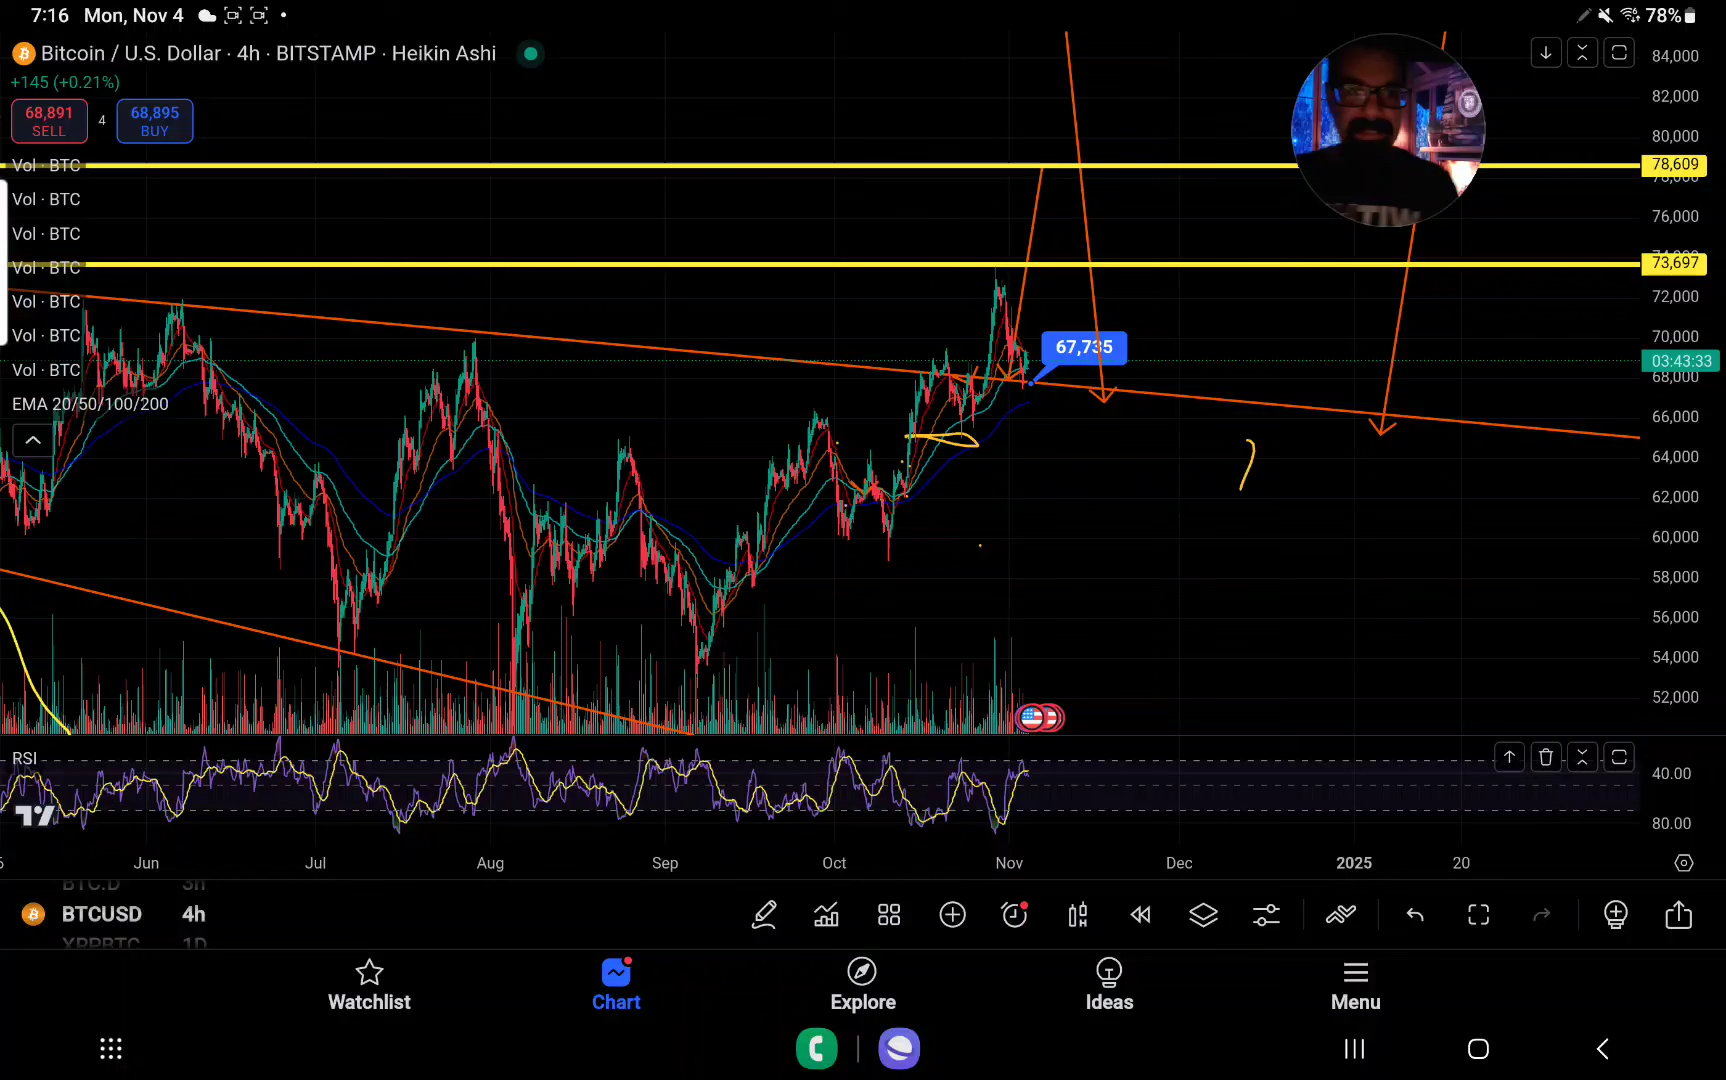 7:16 Mon, Nov 4
78%
Bitcoin / U.S. Dollar · 4h · BITSTAMP · Heikin Ashi
+145 (+0.21%)
68,891
SELL
4
68,895
BUY
Vol · BTC
Vol · BTC
Vol · BTC
Vol · BTC
Vol · BTC
Vol · BTC
Vol · BTC
EMA 20/50/100/200
84,000
82,000
80,000
78,609
76,000
73,697
72,000
70,000
03:43:33
68,000
66,000
64,000
62,000
60,000
58,000
56,000
54,000
52,000
67,735
RSI
40.00
80.00
Jun Jul Aug Sep Oct Nov Dec 2025 20
BTC.D 3h
BTCUSD 4h
XRPBTC 1D
Watchlist Chart Explore Ideas Menu